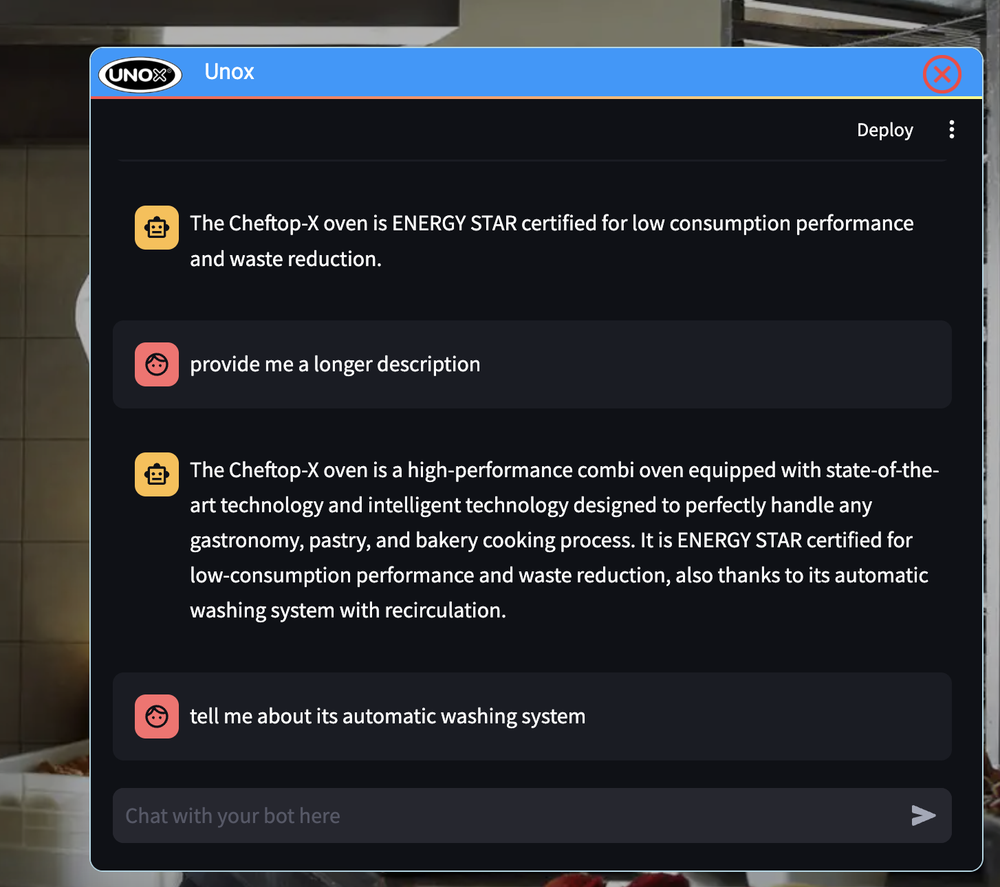 UNOX®
Unox
Deploy
The Cheftop-X oven is ENERGY STAR certified for low consumption performance
and waste reduction.
provide me a longer description
The Cheftop-X oven is a high-performance combi oven equipped with state-of-the-
art technology and intelligent technology designed to perfectly handle any
gastronomy, pastry, and bakery cooking process. It is ENERGY STAR certified for
low-consumption performance and waste reduction, also thanks to its automatic
washing system with recirculation.
tell me about its automatic washing system
Chat with your bot here